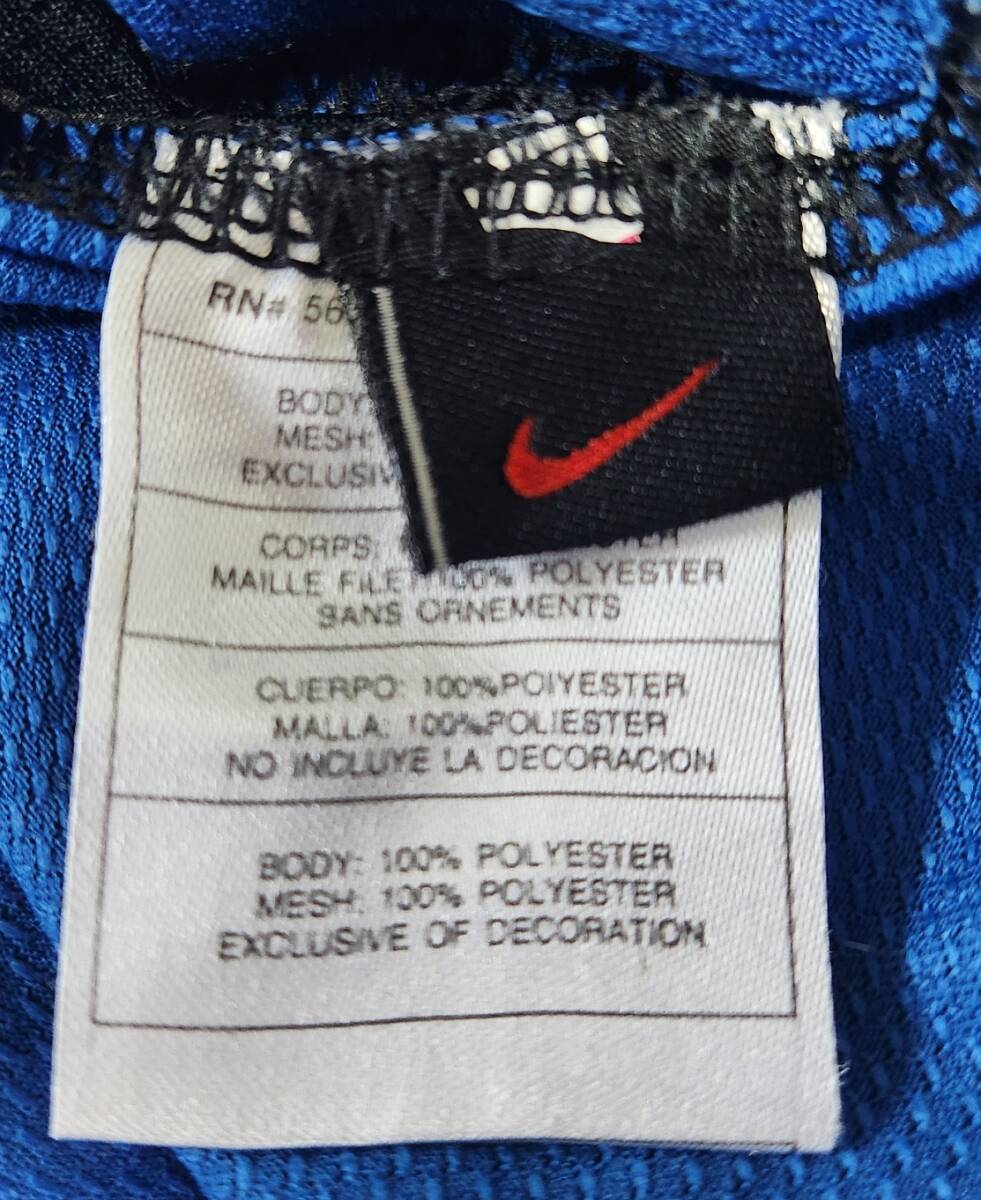 RN# 56
BODY
MESH:
CORPS:
MAILLE FILET 100% POLYESTER
SANS ORNEMENTS
CUERPO: 100%POIYESTER
MALLA: 100%POLIESTER
NO INCLUYE LA DECORACION
BODY: 100% POLYESTER
MESH: 100% POLYESTER
EXCLUSIVE OF DECORATION